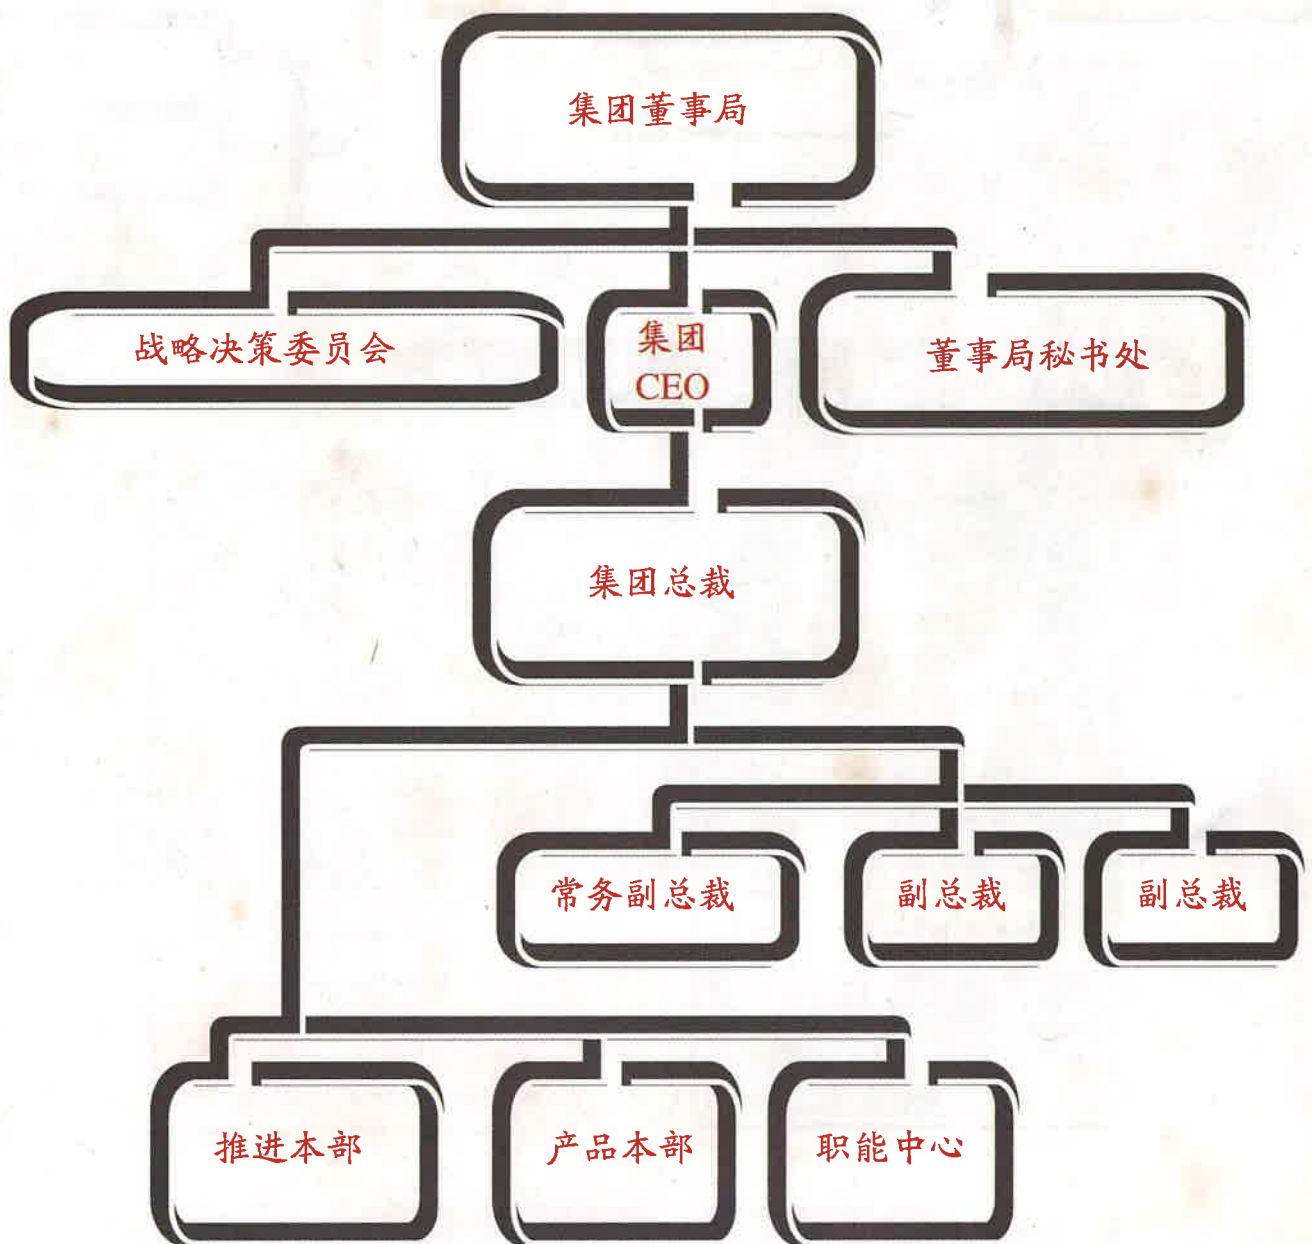 集团董事局
战略决策委员会
集团
CEO
董事局秘书处
集团总裁
常务副总裁
副总裁
副总裁
推进本部
产品本部
职能中心